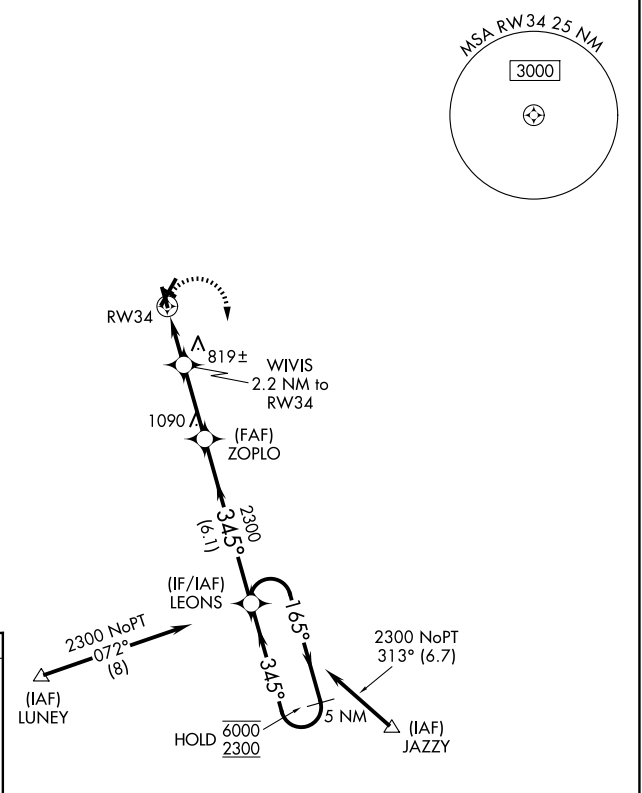 MSA RW34 25 NM
3000
RW34
819±
WIVIS
2.2 NM to
RW34
1090
(FAF)
ZOPLO
2300
345°
(6.1)
(IF/IAF)
LEONS
2300 NoPT
072°
(8)
(IAF)
LUNEY
165°
345°
2300 NoPT
313° (6.7)
HOLD
6000
2300
5 NM
(IAF)
JAZZY